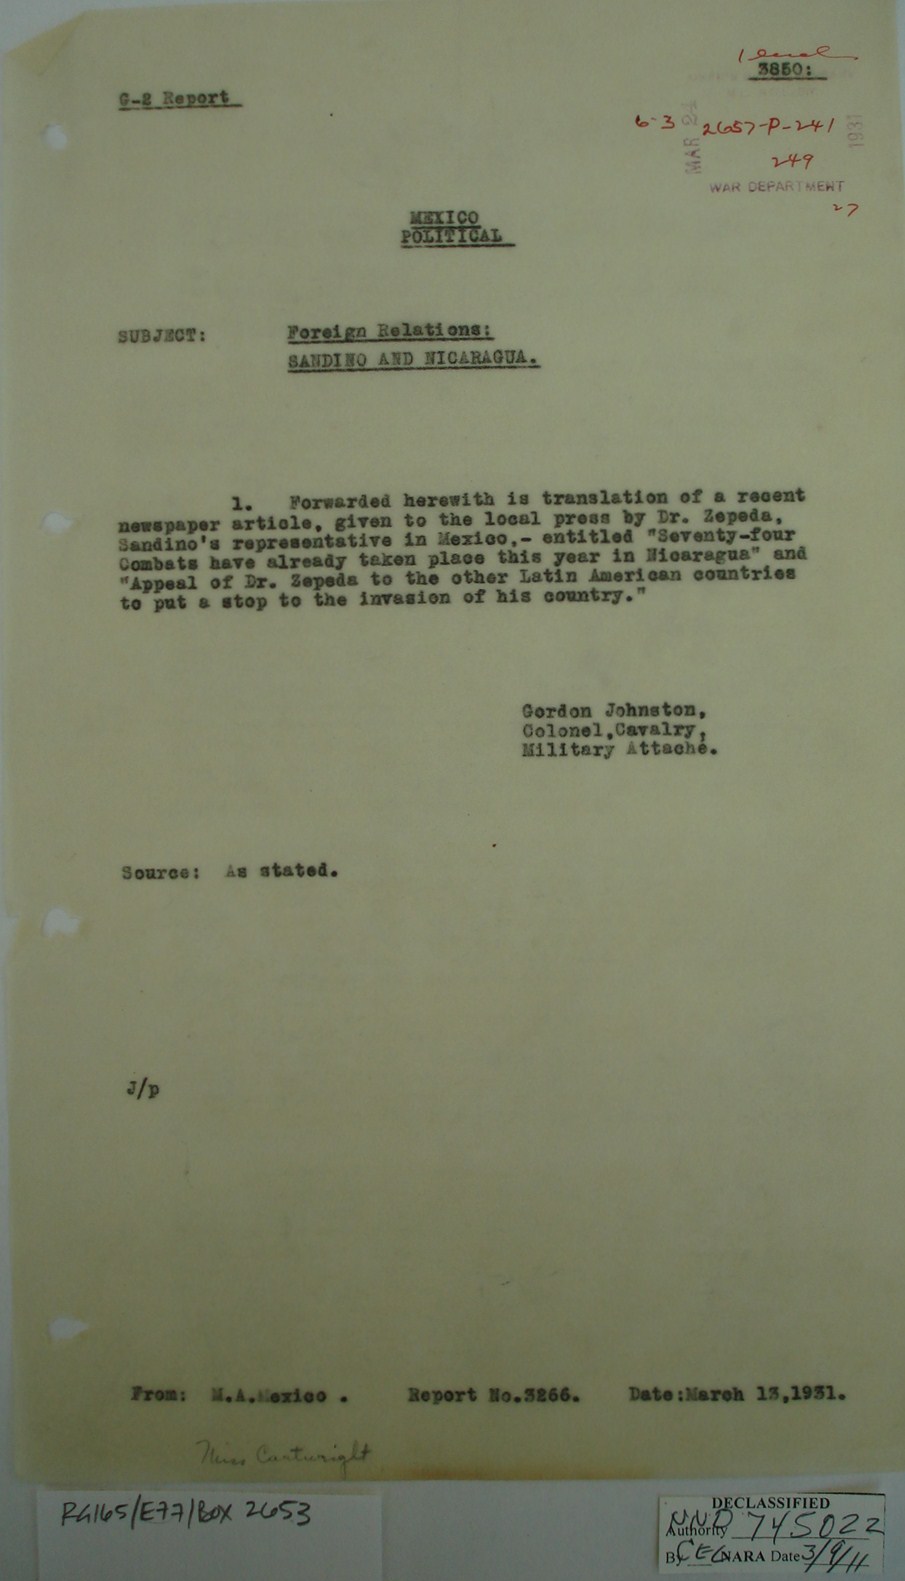 3850:
G-2 Report
6-3 2657-P-241
249
MAR 24 1931
WAR DEPARTMENT
27
MEXICO
POLITICAL
SUBJECT: Foreign Relations:
SANDINO AND NICARAGUA.
1. Forwarded herewith is translation of a recent
newspaper article, given to the local press by Dr. Zepeda,
Sandino's representative in Mexico,- entitled "Seventy-four
Combats have already taken place this year in Nicaragua" and
"Appeal of Dr. Zepeda to the other Latin American countries
to put a stop to the invasion of his country."
Gordon Johnston,
Colonel,Cavalry,
Military Attache.
Source: As stated.
J/p
From: M.A.Mexico . Report No.3266. Date:March 13,1931.
Miss Cartwright
RG165/E77/Box 2653
DECLASSIFIED
Authority NND 745022
By CEG NARA Date 3/9/11